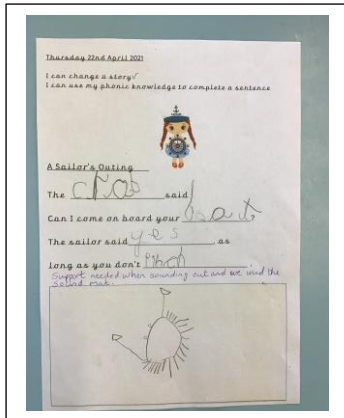 Thursday 22nd April 2021
I can change a story✓
I can use my phonic knowledge to complete a sentence
A Sailor's Outing
The crab said
Can I come on board your boat?
The sailor said yes as
long as you don't .
Support needed when sounding out and we used the
sound mat.